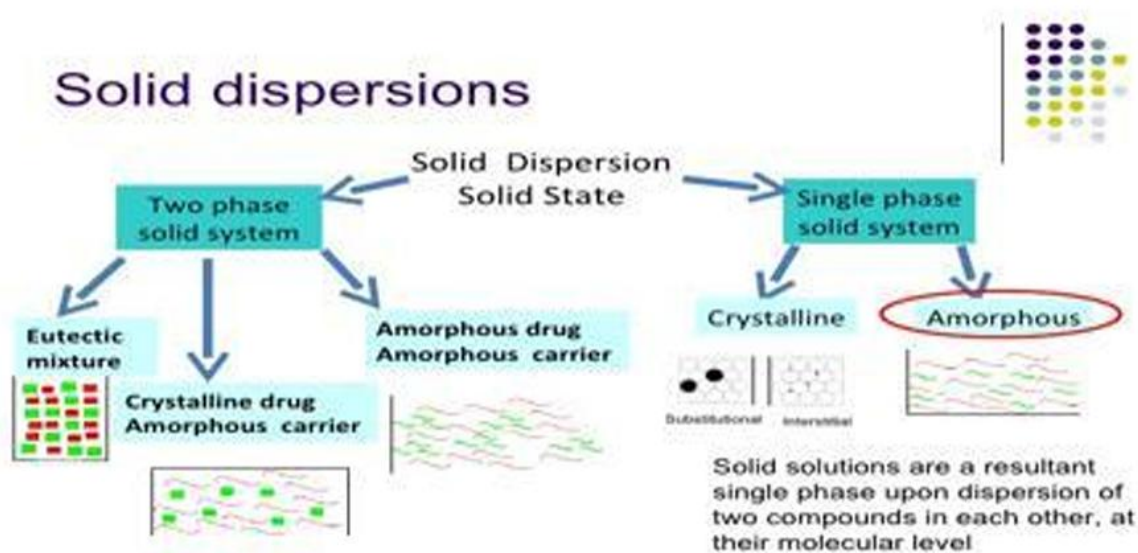 Solid dispersions
Solid Dispersion
Solid State
Two phase
solid system
Single phase
solid system
Eutectic
mixture
Crystalline drug
Amorphous carrier
Amorphous drug
Amorphous carrier
Crystalline
Amorphous
Substitutional
Interstitial
Solid solutions are a resultant
single phase upon dispersion of
two compounds in each other, at
their molecular level